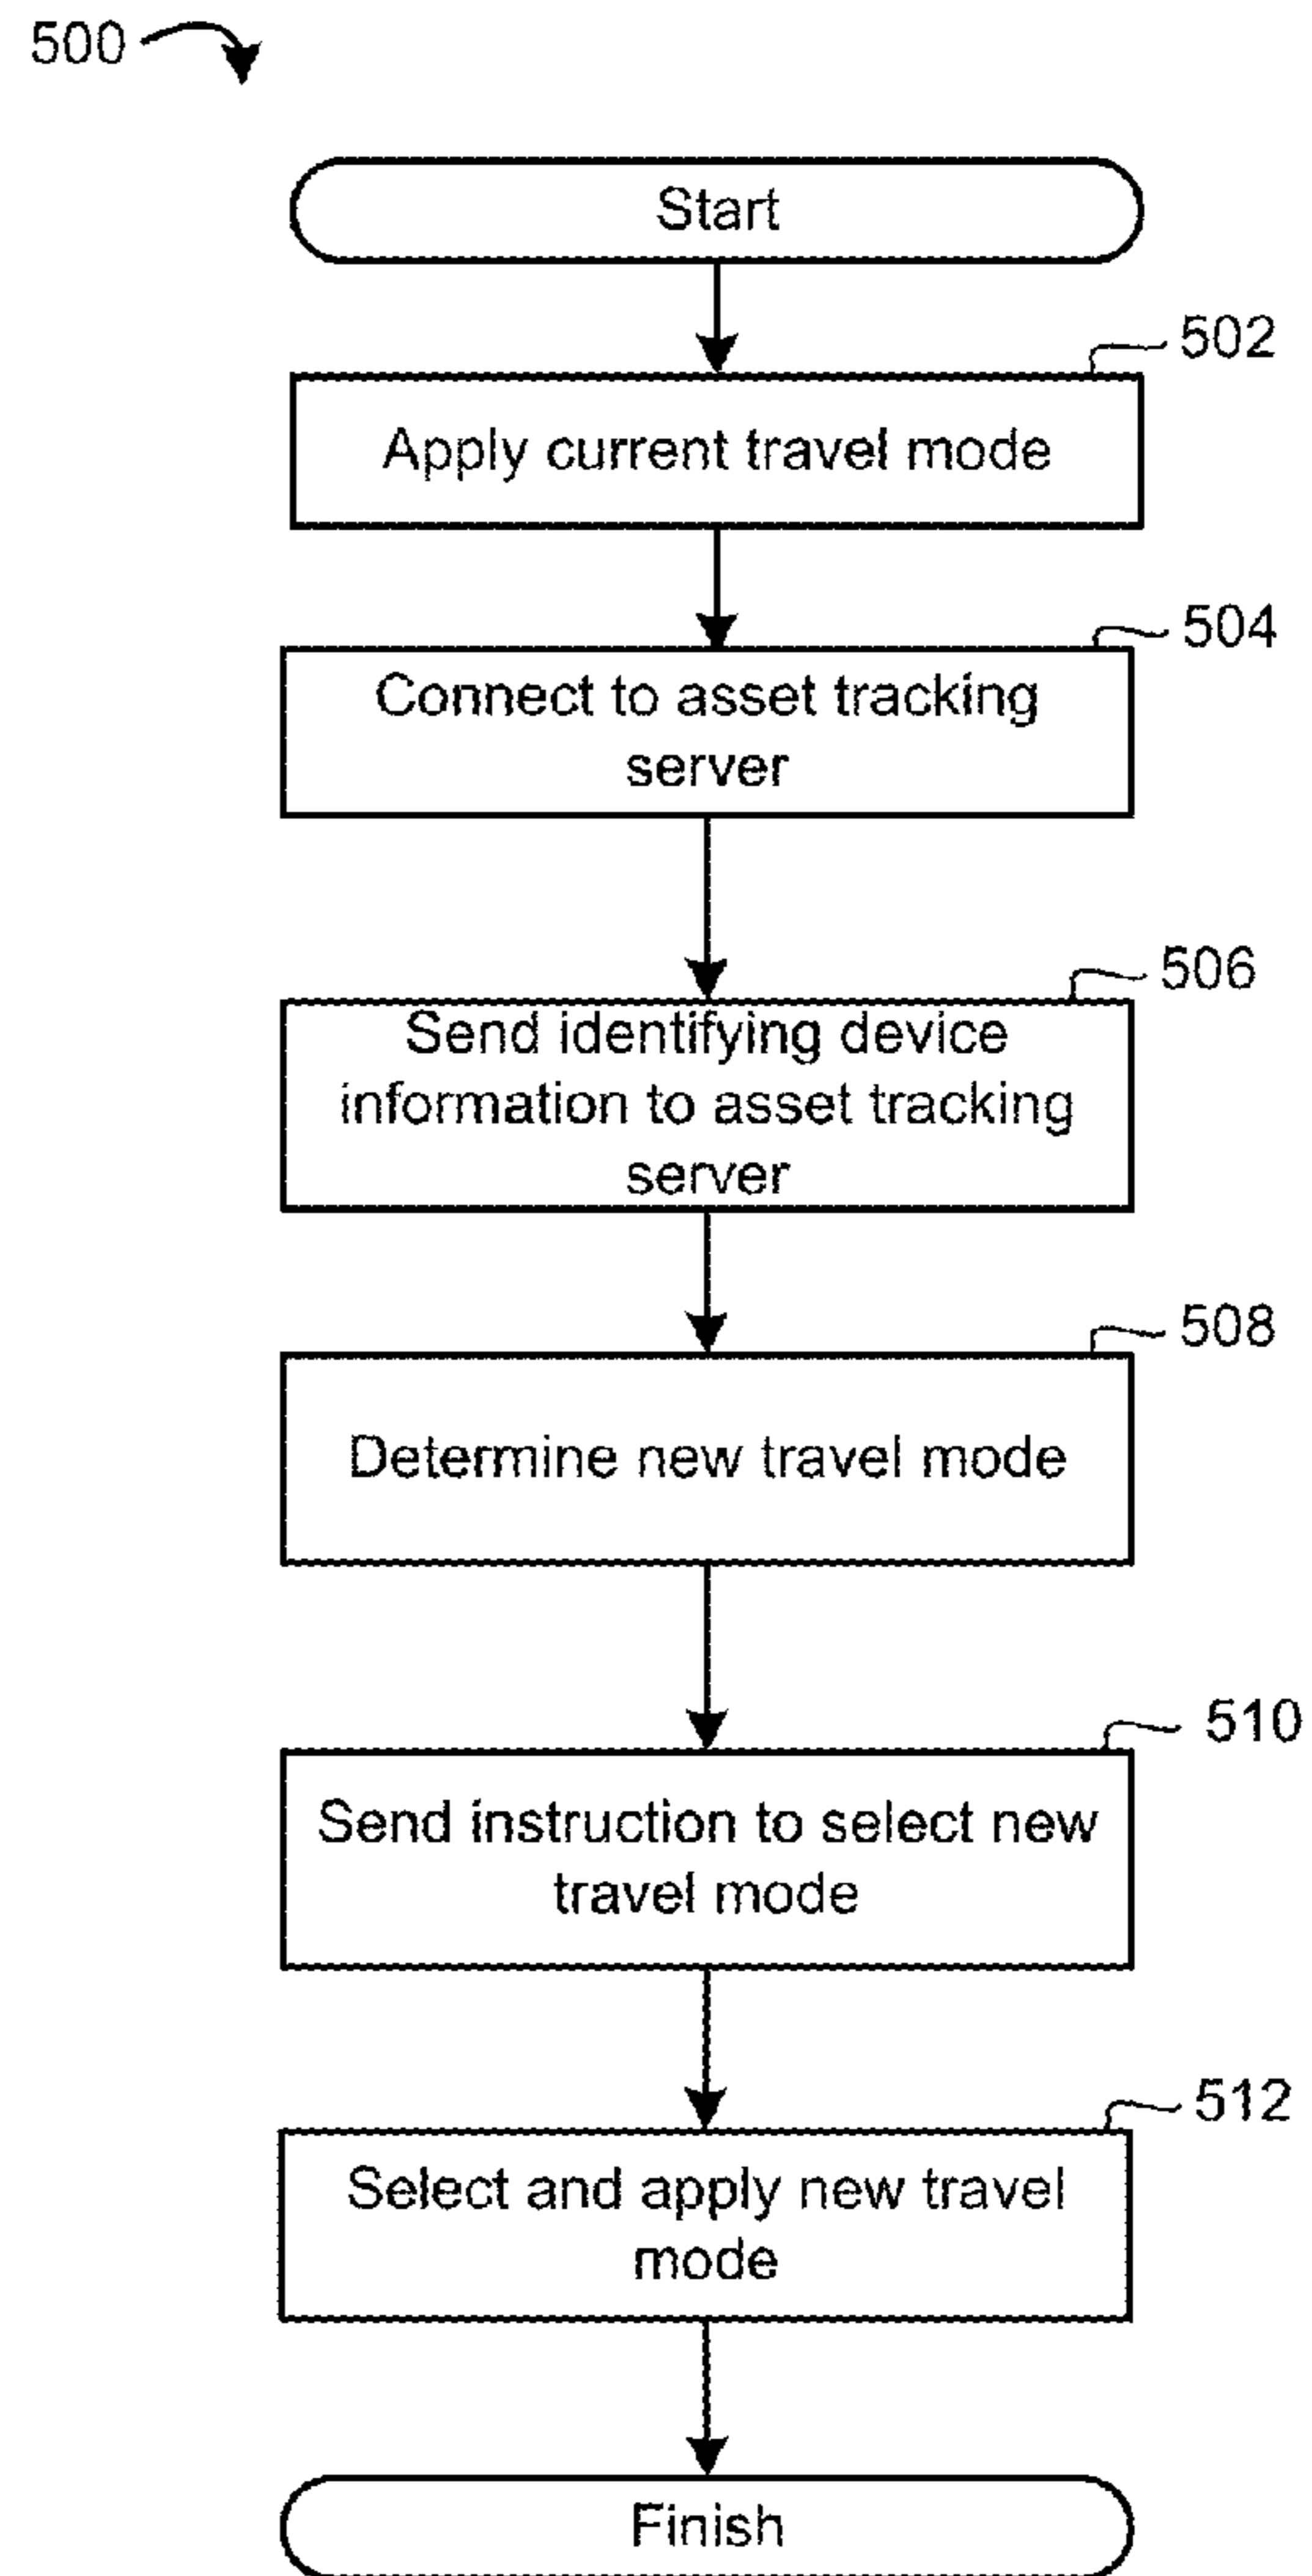 500
Start
502
Apply current travel mode
504
Connect to asset tracking
server
506
Send identifying device
information to asset tracking
server
508
Determine new travel mode
510
Send instruction to select new
travel mode
512
Select and apply new travel
mode
Finish